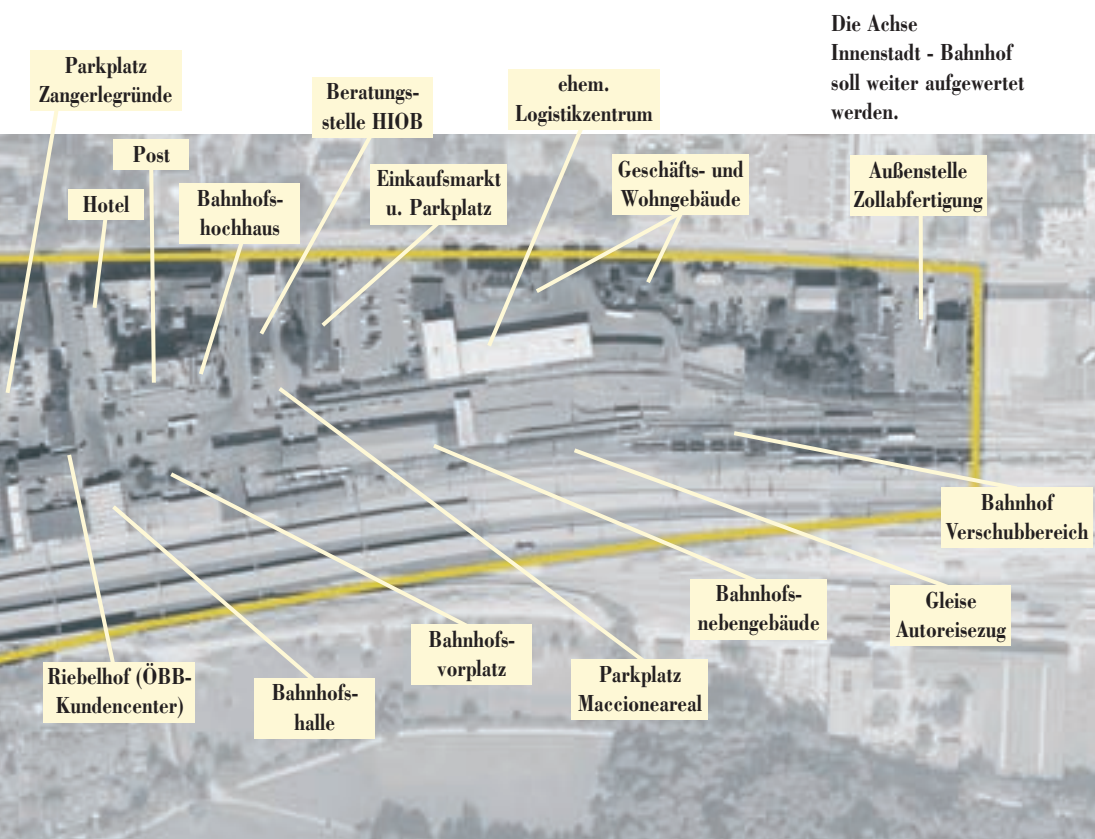 Die Achse
Innenstadt - Bahnhof
soll weiter aufgewertet
werden.
Parkplatz
Zangerlegründe
Beratungs-
stelle HIOB
ehem.
Logistikzentrum
Post
Hotel
Bahnhofs-
hochhaus
Einkaufsmarkt
u. Parkplatz
Geschäfts- und
Wohngebäude
Außenstelle
Zollabfertigung
Bahnhof
Verschubbereich
Bahnhofs-
nebengebäude
Gleise
Autoreisezug
Bahnhofs-
vorplatz
Riebelhof (ÖBB-
Kundencenter)
Bahnhofs-
halle
Parkplatz
Maccioneareal